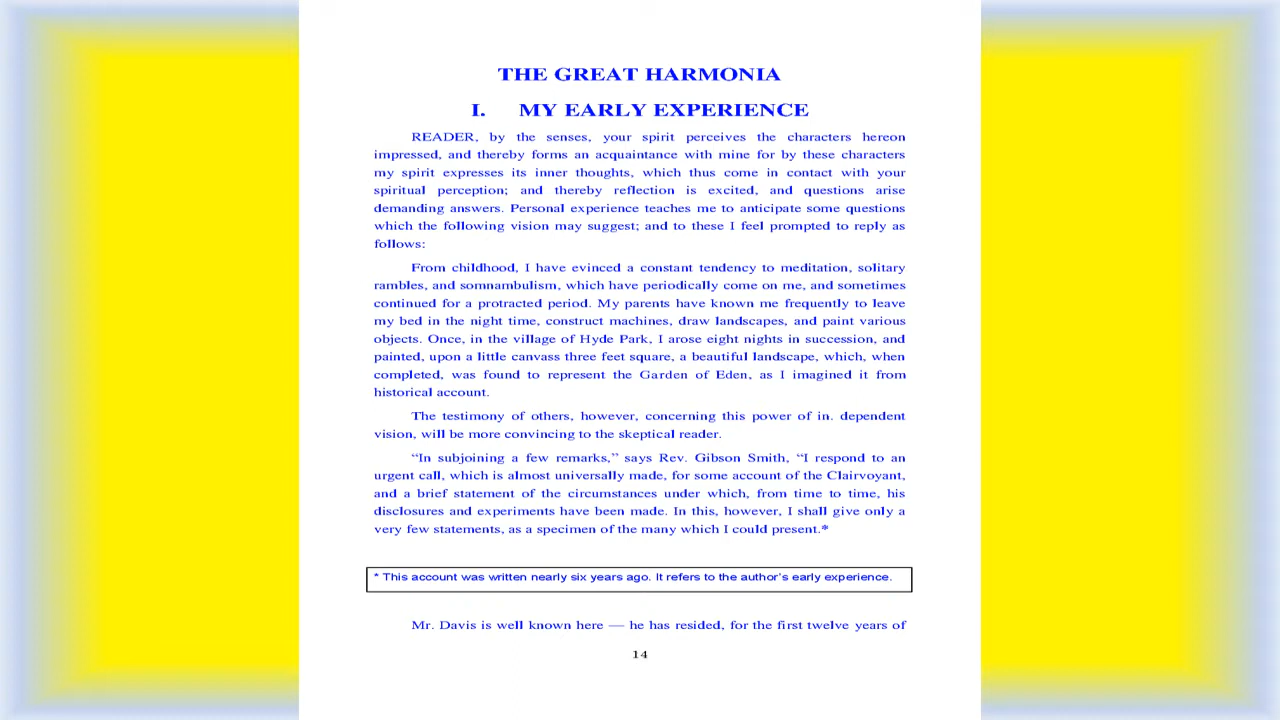 THE GREAT HARMONIA
I. MY EARLY EXPERIENCE
READER, by the senses, your spirit perceives the characters hereon
impressed, and thereby forms an acquaintance with mine for by these characters
my spirit expresses its inner thoughts, which thus come in contact with your
spiritual perception; and thereby reflection is excited, and questions arise
demanding answers. Personal experience teaches me to anticipate some questions
which the following vision may suggest; and to these I feel prompted to reply as
follows:
From childhood, I have evinced a constant tendency to meditation, solitary
rambles, and somnambulism, which have periodically come on me, and sometimes
continued for a protracted period. My parents have known me frequently to leave
my bed in the night time, construct machines, draw landscapes, and paint various
objects. Once, in the village of Hyde Park, I arose eight nights in succession, and
painted, upon a little canvass three feet square, a beautiful landscape, which, when
completed, was found to represent the Garden of Eden, as I imagined it from
historical account.
The testimony of others, however, concerning this power of in. dependent
vision, will be more convincing to the skeptical reader.
“In subjoining a few remarks,” says Rev. Gibson Smith, “I respond to an
urgent call, which is almost universally made, for some account of the Clairvoyant,
and a brief statement of the circumstances under which, from time to time, his
disclosures and experiments have been made. In this, however, I shall give only a
very few statements, as a specimen of the many which I could present.*
* This account was written nearly six years ago. It refers to the author’s early experience.
Mr. Davis is well known here — he has resided, for the first twelve years of
14